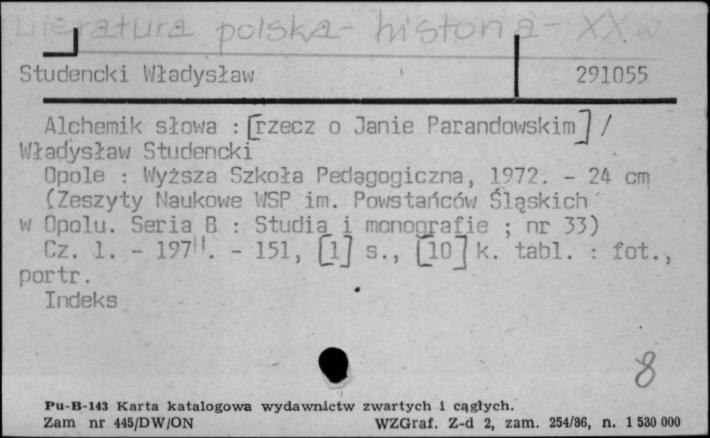 Literatura polska - historia - XX w
Studencki Władysław 291055
Alchemik słowa : [rzecz o Janie Parandowskim] /
Władysław Studencki
Opole : Wyższa Szkoła Pedagogiczna, 1972. - 24 cm
(Zeszyty Naukowe WSP im. Powstańców Śląskich
w Opolu. Seria B : Studia i monografie ; nr 33)
Cz. 1. - 197". - 151, [1] s., [10] k. tabl. : fot.,
portr.
Indeks
8
Pu-B-143 Karta katalogowa wydawnictw zwartych i ciągłych.
Zam nr 445/DW/ON WZGraf. Z-d 2, zam. 254/86, n. 1 530 000